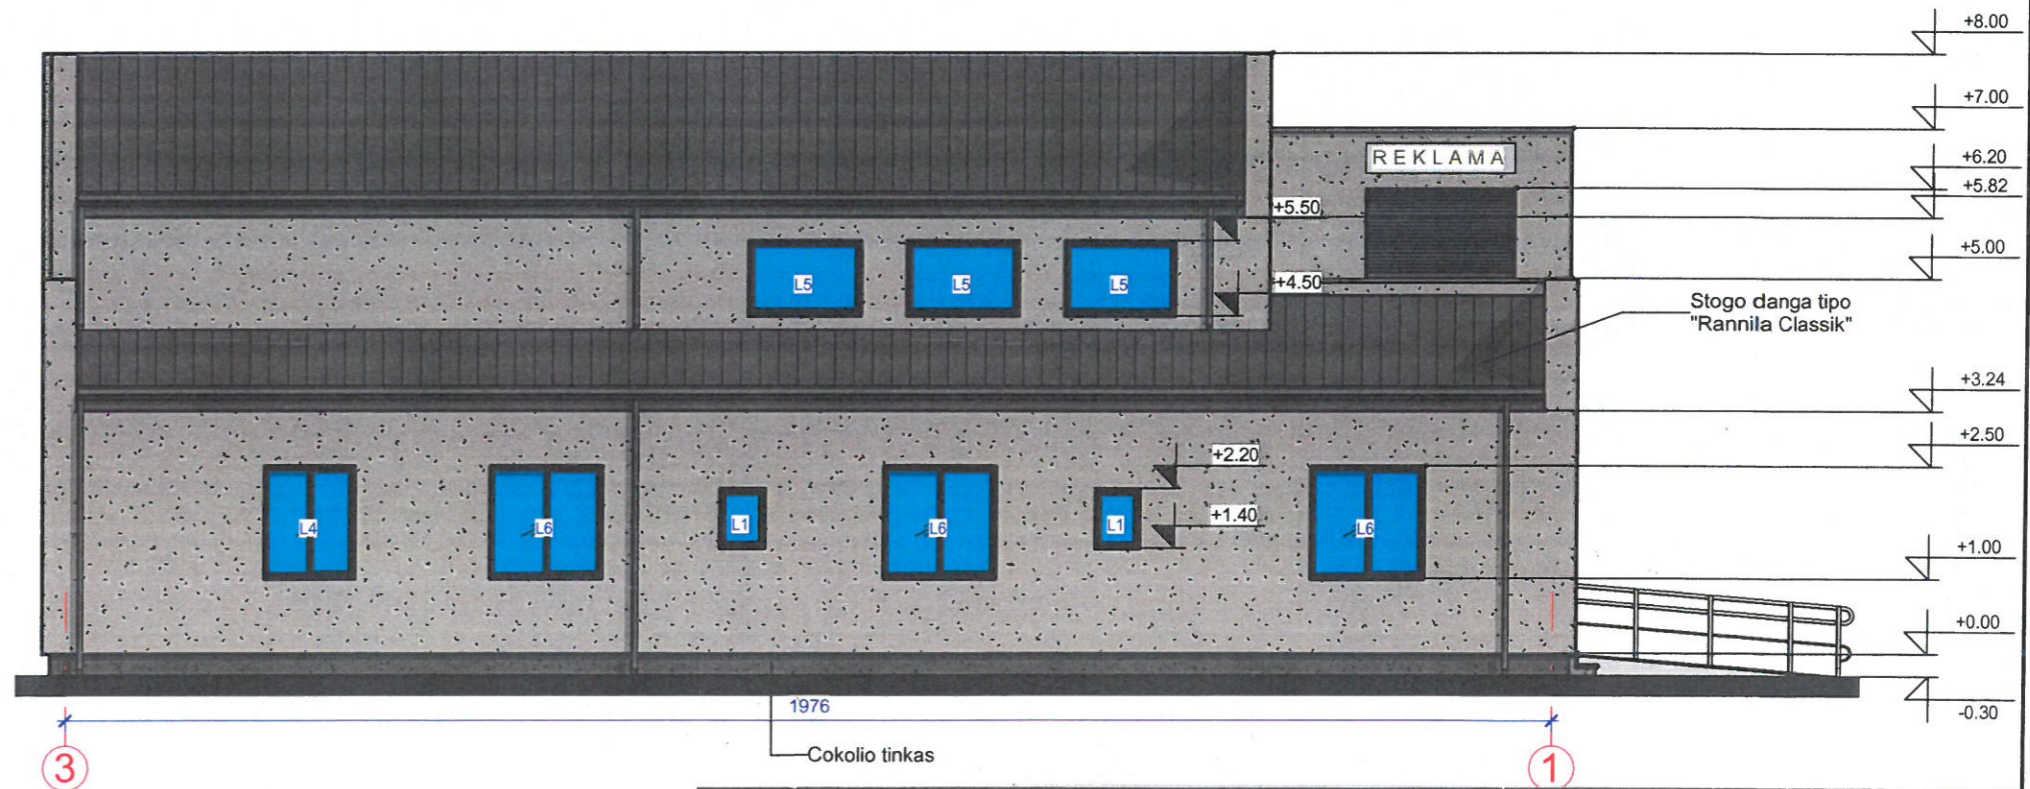 +8.00
+7.00
REKLAMA
+6.20
+5.82
+5.50
+5.00
L5
L5
L5
+4.50
Stogo danga tipo
"Rannila Classik"
+3.24
+2.50
+2.20
L4
L6
L1
L6
L1
+1.40
L6
+1.00
+0.00
-0.30
1976
Cokolio tinkas
3
1